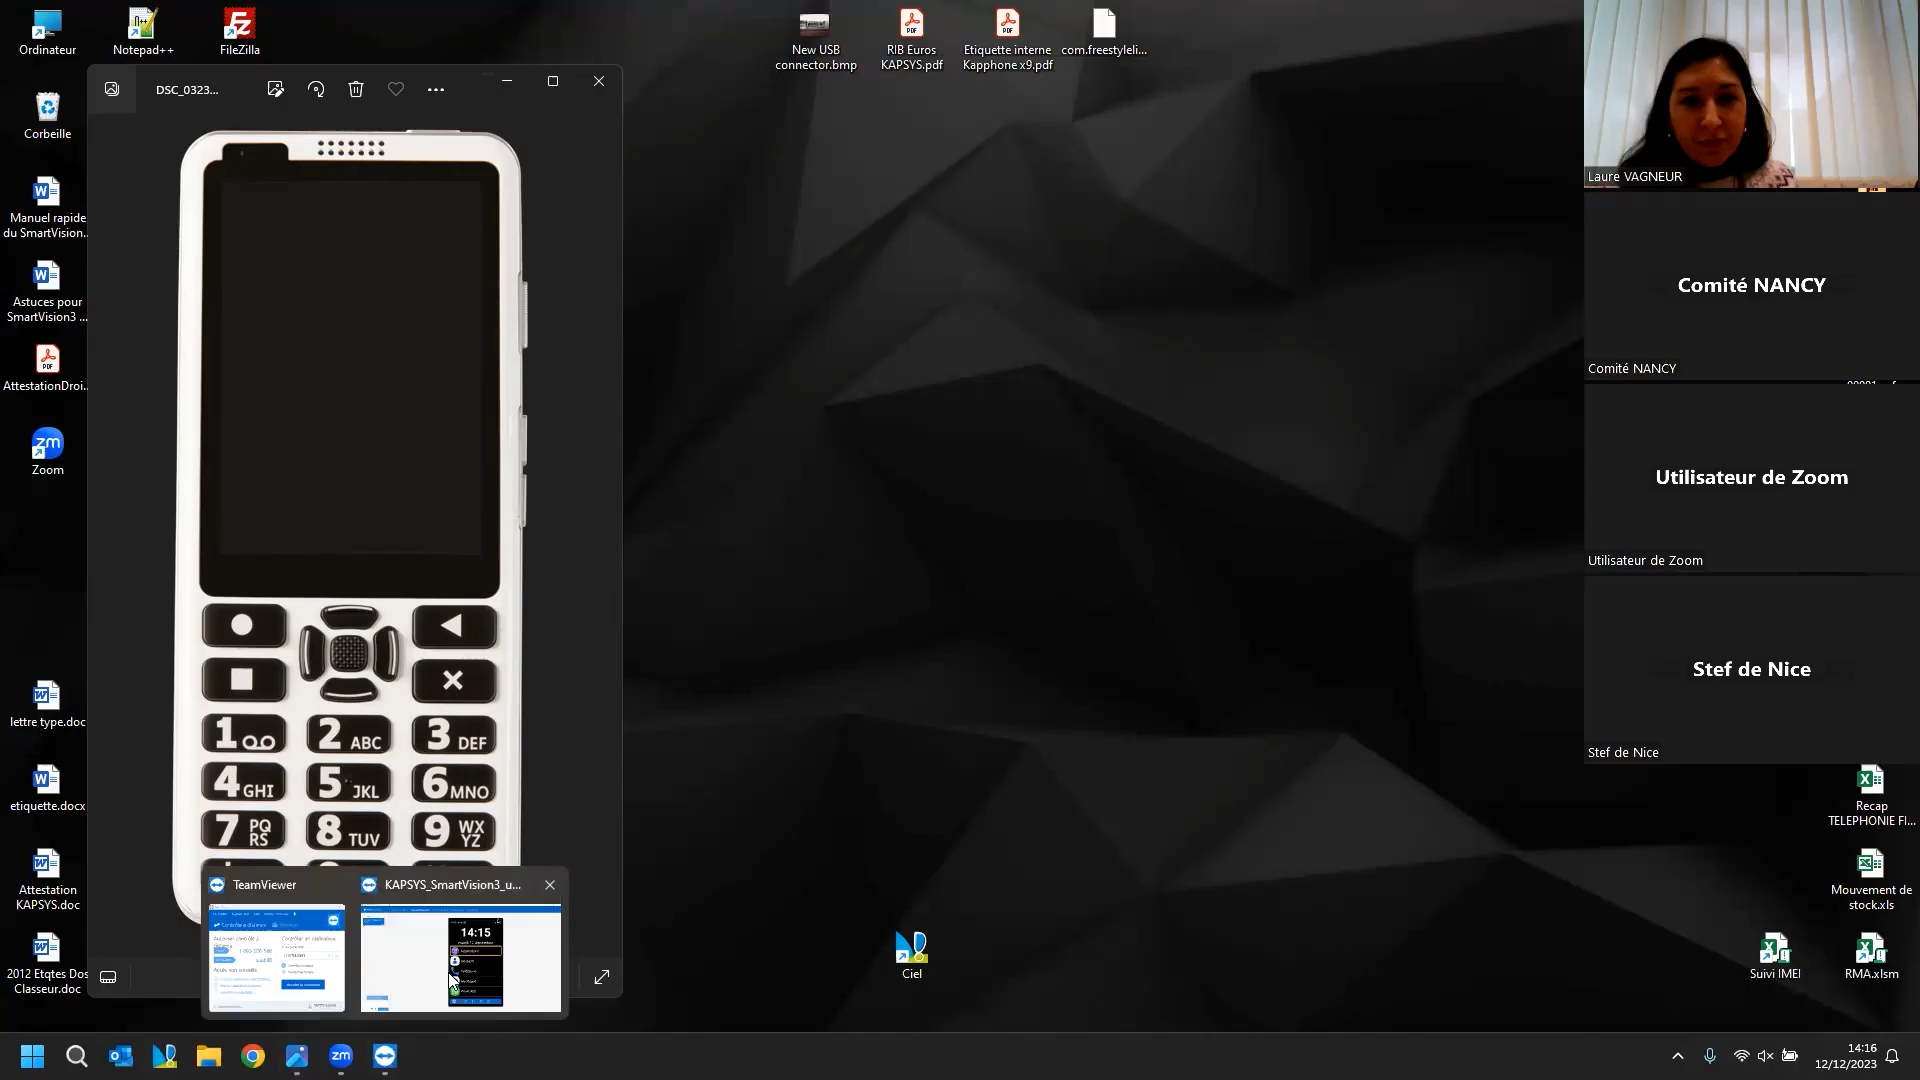 Ordinateur
Notepad++
FileZilla
New USB
connector.bmp
RIB Euros
KAPSYS.pdf
Etiquette interne
Kapphone x9.pdf
com.freestyleli...
Corbeille
Manuel rapide
du SmartVision...
Astuces pour
SmartVision3 ...
AttestationDroi...
Zoom
lettre type.doc
etiquette.docx
Attestation
KAPSYS.doc
2012 Etqtes Dos
Classeur.doc
DSC_0323...
1
2 ABC
3 DEF
4 GHI
5 JKL
6 MNO
7 PQ
RS
8 TUV
9 WX
YZ
TeamViewer
KAPSYS_SmartVision3_u...
14:15
Laure VAGNEUR
Comité NANCY
Comité NANCY
Utilisateur de Zoom
Utilisateur de Zoom
Stef de Nice
Stef de Nice
Recap
TELEPHONIE FI...
Mouvement de
stock.xls
Suivi IMEI
RMA.xlsm
Ciel
14:16
12/12/2023